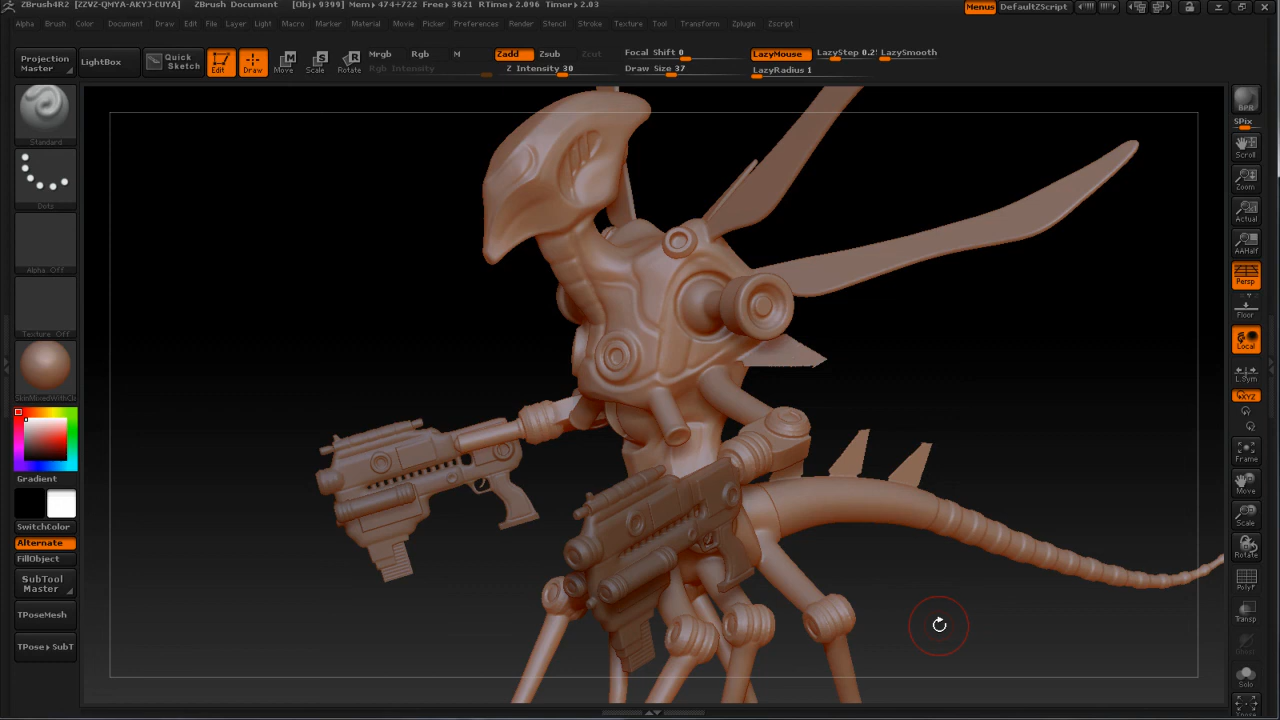 ZBrush4R2 [ZZVZ-QMYA-AKYJ-CUYA] ZBrush Document [Obj▸ 9399] Mem▸ 474+722 Free▸ 3621 RTime▸ 2.096 Timer▸ 2.03 Menus DefaultZScript
Alpha Brush Color Document Draw Edit File Layer Light Macro Marker Material Movie Picker Preferences Render Stencil Stroke Texture Tool Transform Zplugin Zscript
Projection Master
LightBox
Quick Sketch
Edit Draw Move Scale Rotate
Mrgb Rgb M
Rgb Intensity
Zadd Zsub Zcut
Z Intensity 30
Focal Shift 0
Draw Size 37
LazyMouse LazyStep 0.2 LazySmooth
LazyRadius 1
Standard
Dots
Alpha Off
Texture Off
Gradient
SwitchColor
Alternate
FillObject
SubTool Master
TPoseMesh
TPose▸SubT
BPR
SPix
Scroll
Zoom
Actual
AAHalf
Persp
Floor
Local
L.Sym
XYZ
Frame
Move
Scale
Rotate
PolyF
Transp
Solo